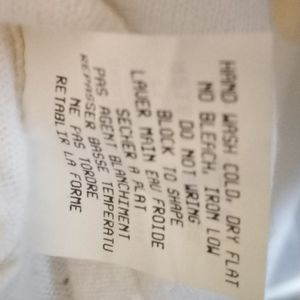 HAND WASH COLD, DRY FLAT
NO BLEACH, IRON LOW
DO NOT WRING
BLOCK TO SHAPE
LAVER MAIN EAU FROIDE
SECHER A PLAT
PAS AGENT BLANCHIMENT
REPASSER BASSE TEMPERATU
NE PAS TORDRE
RETABLIR LA FORME